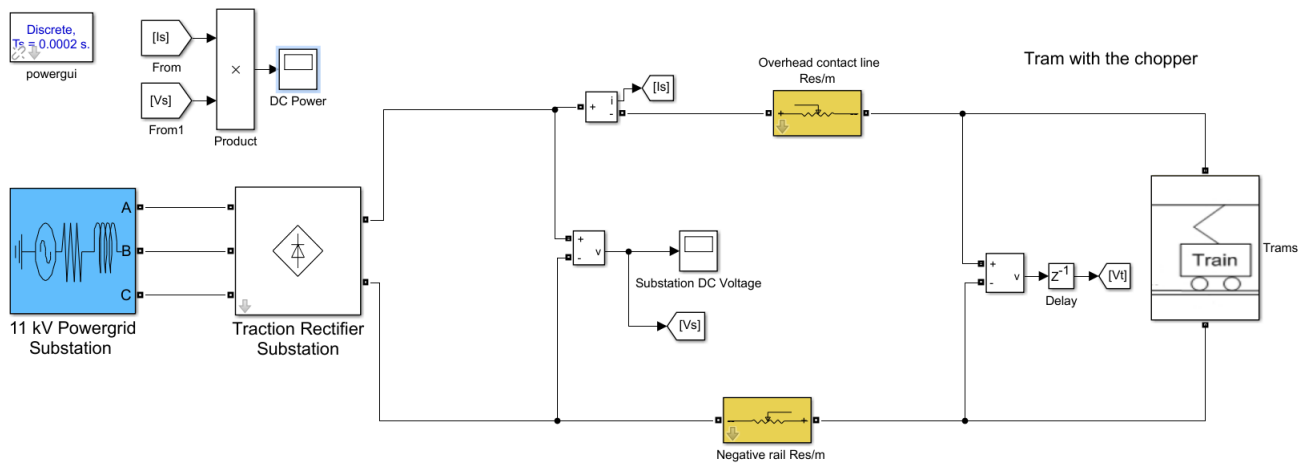 Discrete,
Ts = 0.0002 s.
powergui
[Is]
From
[Vs]
From1
×
Product
DC Power
A
B
C
11 kV Powergrid
Substation
Traction Rectifier
Substation
+
i
-
[Is]
+
v
-
Substation DC Voltage
[Vs]
Overhead contact line
Res/m
+
−
−
+
Negative rail Res/m
Tram with the chopper
+
v
-
z-1
Delay
[Vt]
Train
Trams